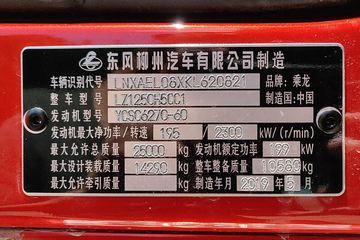 东风柳州汽车有限公司制造
车辆识别代号 LNXAEL08XKL620821 品牌:乘龙
整车型号 LZ1250H5CC1 制造国:中国
发动机型号 YCS06270-60
发动机最大净功率/转速 195 / 2300 kW/(r/min)
最大允许总质量 25000 kg 发动机额定功率 199 kW
最大设计装载质量 14290 kg 整车整备质量 10580 kg
最大允许牵引质量 kg 制造年月 2019 年 5 月